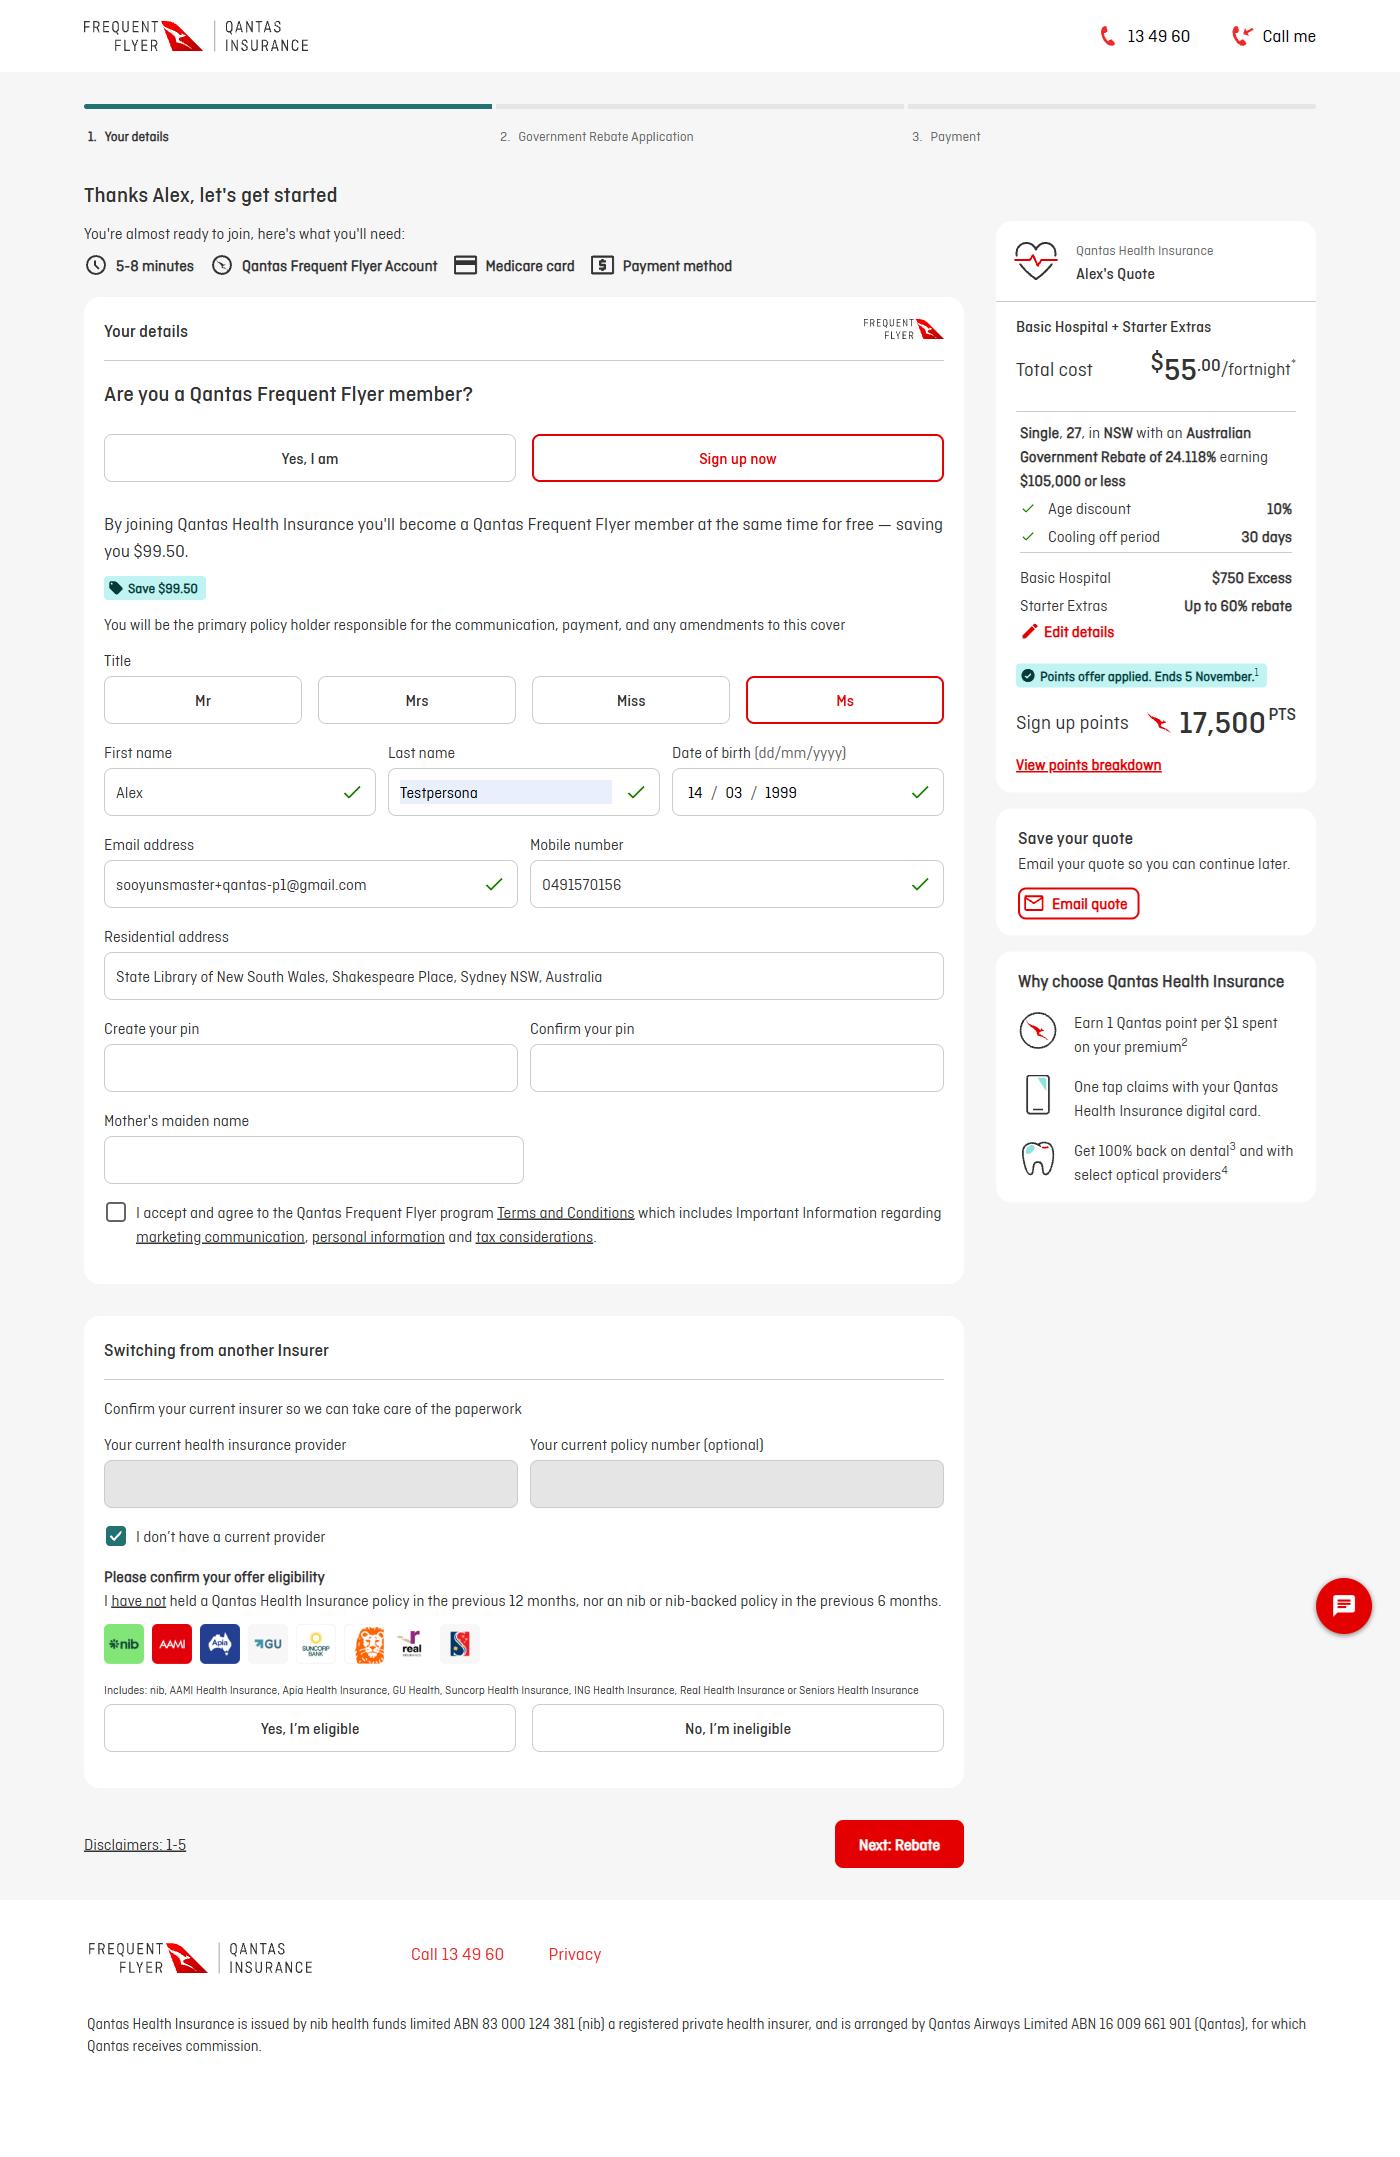 FREQUENT FLYER
QANTAS INSURANCE
13 49 60
Call me
1. Your details
2. Government Rebate Application
3. Payment
Thanks Alex, let's get started
You're almost ready to join, here's what you'll need:
5-8 minutes
Qantas Frequent Flyer Account
Medicare card
Payment method
Your details
FREQUENT FLYER
Are you a Qantas Frequent Flyer member?
Yes, I am
Sign up now
By joining Qantas Health Insurance you'll become a Qantas Frequent Flyer member at the same time for free — saving
you $99.50.
Save $99.50
You will be the primary policy holder responsible for the communication, payment, and any amendments to this cover
Title
Mr
Mrs
Miss
Ms
First name
Last name
Date of birth (dd/mm/yyyy)
Alex
Testpersona
14 / 03 / 1999
Email address
Mobile number
sooyunsmaster+qantas-p1@gmail.com
0491570156
Residential address
State Library of New South Wales, Shakespeare Place, Sydney NSW, Australia
Create your pin
Confirm your pin
Mother's maiden name
I accept and agree to the Qantas Frequent Flyer program Terms and Conditions which includes Important Information regarding
marketing communication, personal information and tax considerations.
Switching from another Insurer
Confirm your current insurer so we can take care of the paperwork
Your current health insurance provider
Your current policy number (optional)
I don't have a current provider
Please confirm your offer eligibility
I have not held a Qantas Health Insurance policy in the previous 12 months, nor an nib or nib-backed policy in the previous 6 months.
nib
AAMI
Apia
GU
SUNCORP BANK
real
Includes: nib, AAMI Health Insurance, Apia Health Insurance, GU Health, Suncorp Health Insurance, ING Health Insurance, Real Health Insurance or Seniors Health Insurance
Yes, I'm eligible
No, I'm ineligible
Disclaimers: 1-5
Next: Rebate
Qantas Health Insurance
Alex's Quote
Basic Hospital + Starter Extras
Total cost
$55.00/fortnight*
Single, 27, in NSW with an Australian
Government Rebate of 24.118% earning
$105,000 or less
Age discount
10%
Cooling off period
30 days
Basic Hospital
$750 Excess
Starter Extras
Up to 60% rebate
Edit details
Points offer applied. Ends 5 November.1
Sign up points
17,500 PTS
View points breakdown
Save your quote
Email your quote so you can continue later.
Email quote
Why choose Qantas Health Insurance
Earn 1 Qantas point per $1 spent
on your premium2
One tap claims with your Qantas
Health Insurance digital card.
Get 100% back on dental3 and with
select optical providers4
FREQUENT FLYER
QANTAS INSURANCE
Call 13 49 60
Privacy
Qantas Health Insurance is issued by nib health funds limited ABN 83 000 124 381 (nib) a registered private health insurer, and is arranged by Qantas Airways Limited ABN 16 009 661 901 (Qantas), for which
Qantas receives commission.